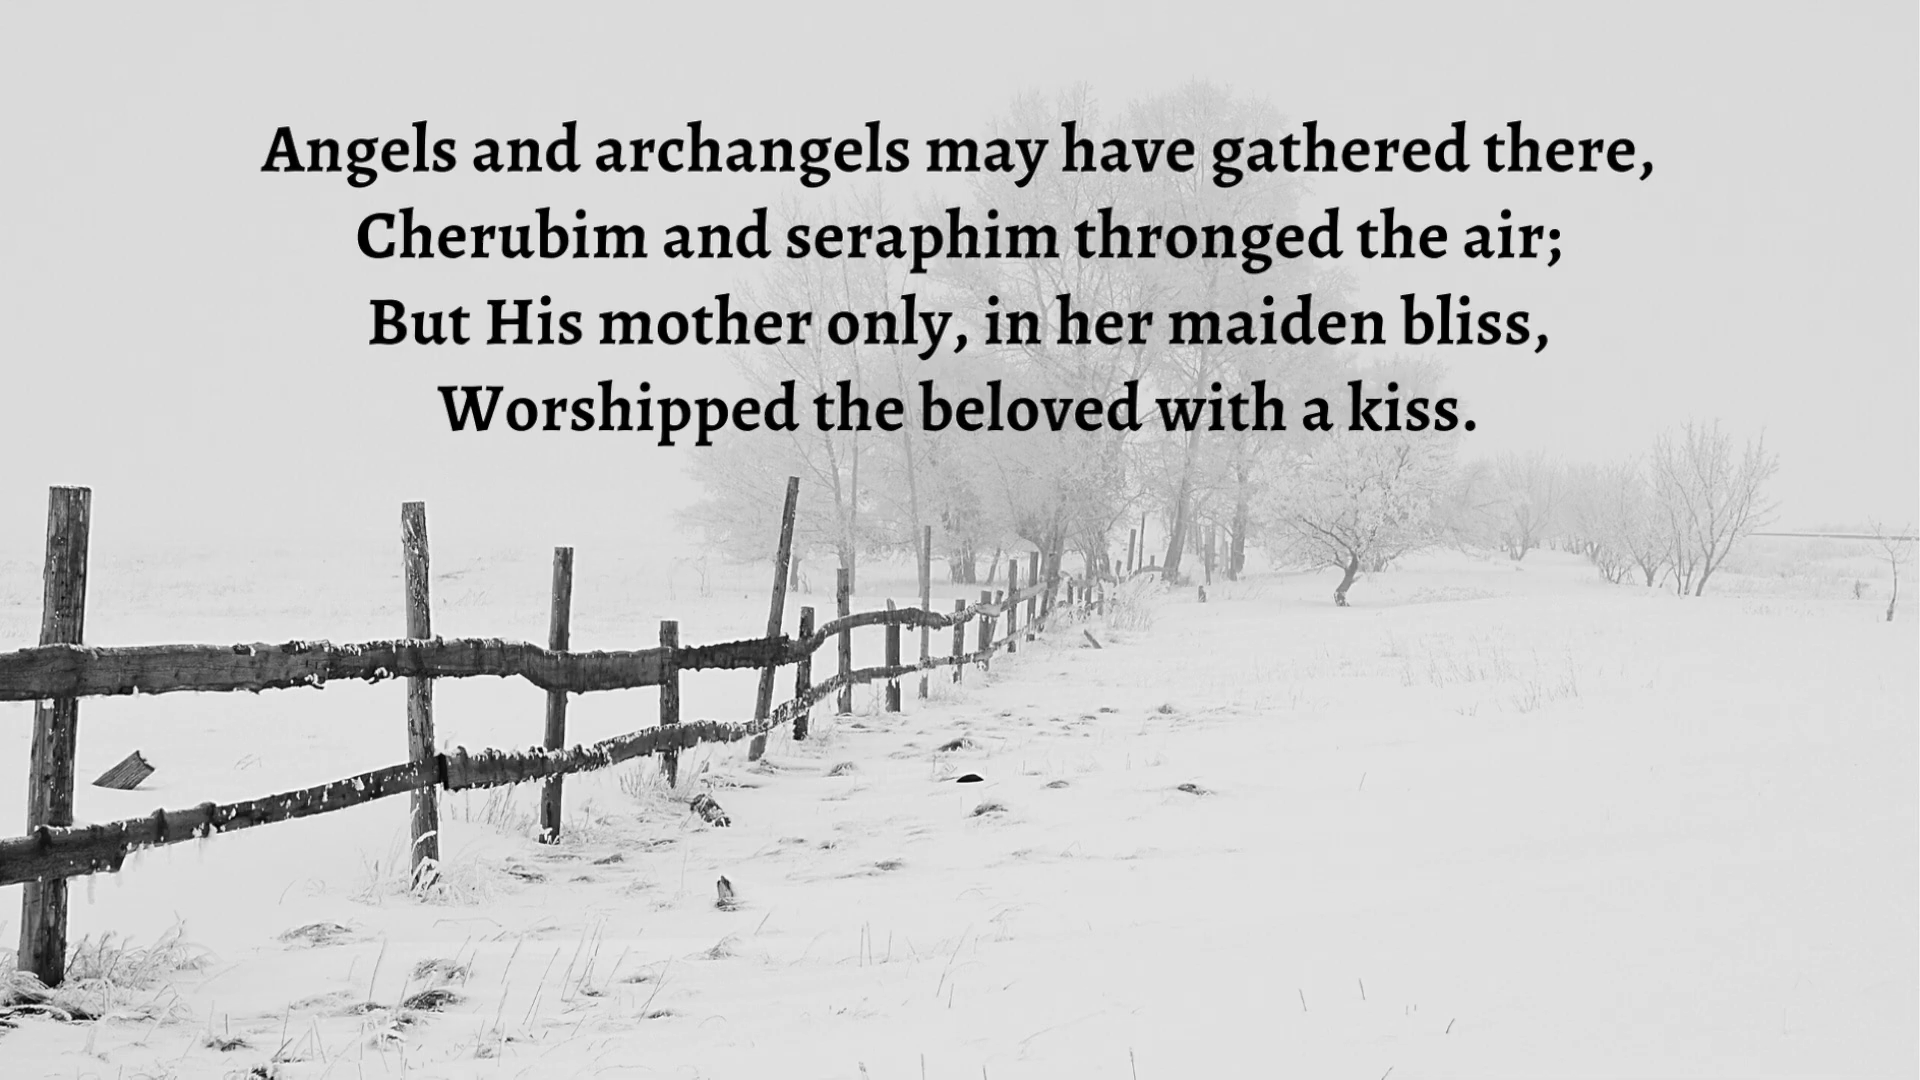 Angels and archangels may have gathered there,
Cherubim and seraphim thronged the air;
But His mother only, in her maiden bliss,
Worshipped the beloved with a kiss.